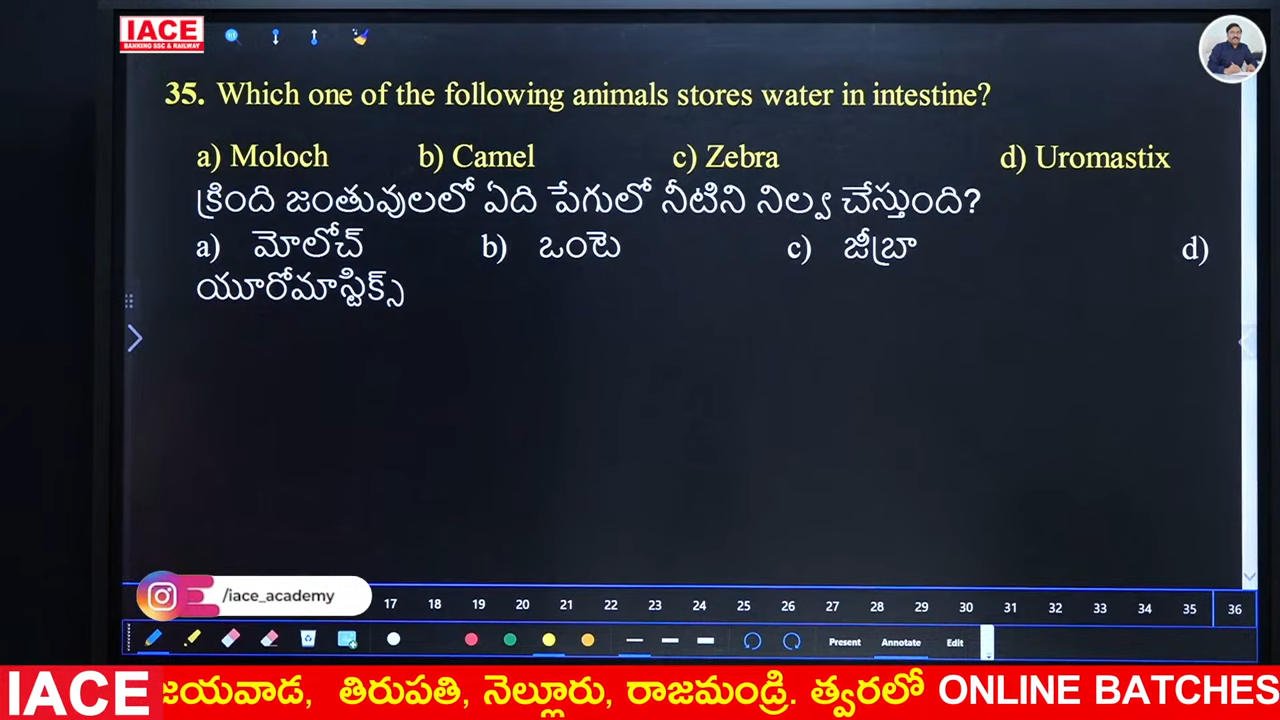 IACE
BANKING SSC & RAILWAY
35. Which one of the following animals stores water in intestine?
a) Moloch b) Camel c) Zebra d) Uromastix
క్రింది జంతువులలో ఏది పేగులో నీటిని నిల్వ చేస్తుంది?
a) మోలోచ్ b) ఒంటె c) జీబ్రా d)
యూరోమాస్టిక్స్
/iace_academy 17 18 19 20 21 22 23 24 25 26 27 28 29 30 31 32 33 34 35 36
Present Annotate Edit
IACE జయవాడ, తిరుపతి, నెల్లూరు, రాజమండ్రి. త్వరలో ONLINE BATCHES